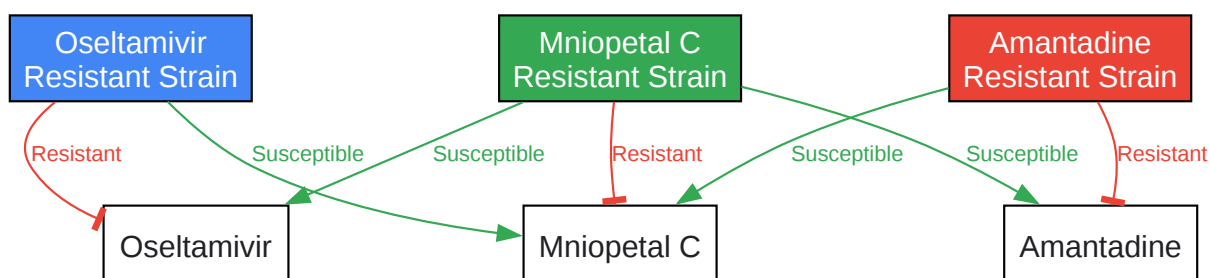 Oseltamivir
Resistant Strain
Mniopetal C
Resistant Strain
Amantadine
Resistant Strain
Resistant
Susceptible
Susceptible
Resistant
Susceptible
Susceptible
Resistant
Oseltamivir
Mniopetal C
Amantadine